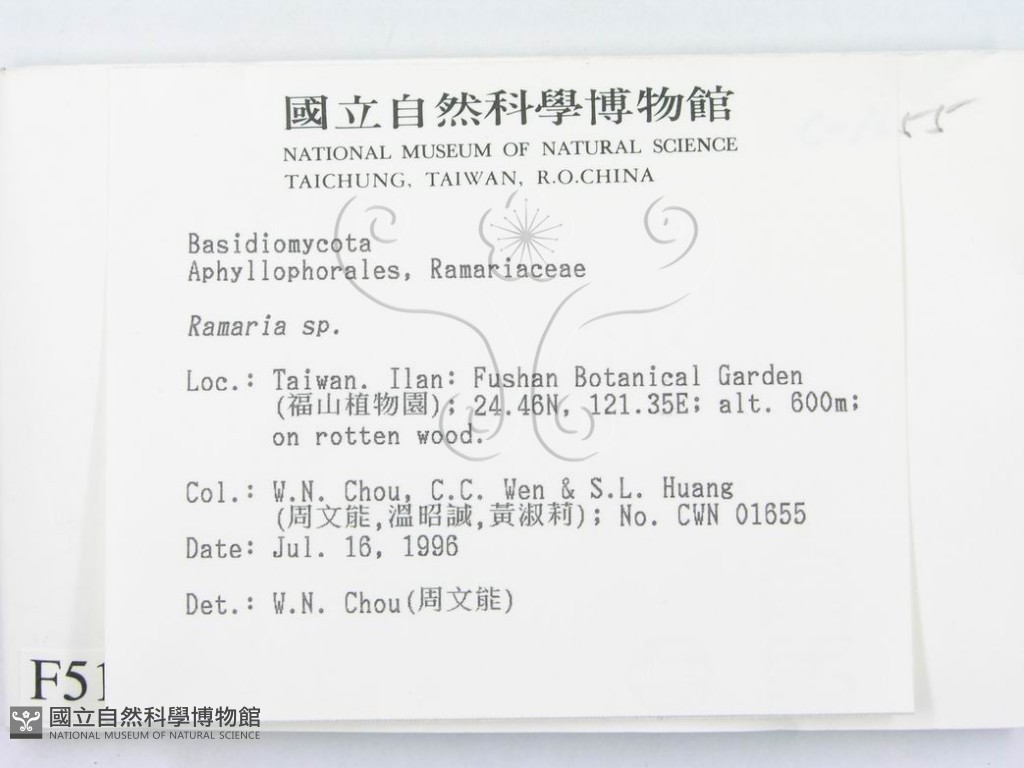 國立自然科學博物館
NATIONAL MUSEUM OF NATURAL SCIENCE
TAICHUNG, TAIWAN, R.O.CHINA
55
Basidiomycota
Aphyllophorales, Ramariaceae
Ramaria sp.
Loc.: Taiwan. Ilan: Fushan Botanical Garden
(福山植物園); 24.46N, 121.35E; alt. 600m;
on rotten wood.
Col.: W.N. Chou, C.C. Wen & S.L. Huang
(周文能,溫昭誠,黃淑莉); No. CWN 01655
Date: Jul. 16, 1996
Det.: W.N. Chou(周文能)
F51
國立自然科學博物館
NATIONAL MUSEUM OF NATURAL SCIENCE